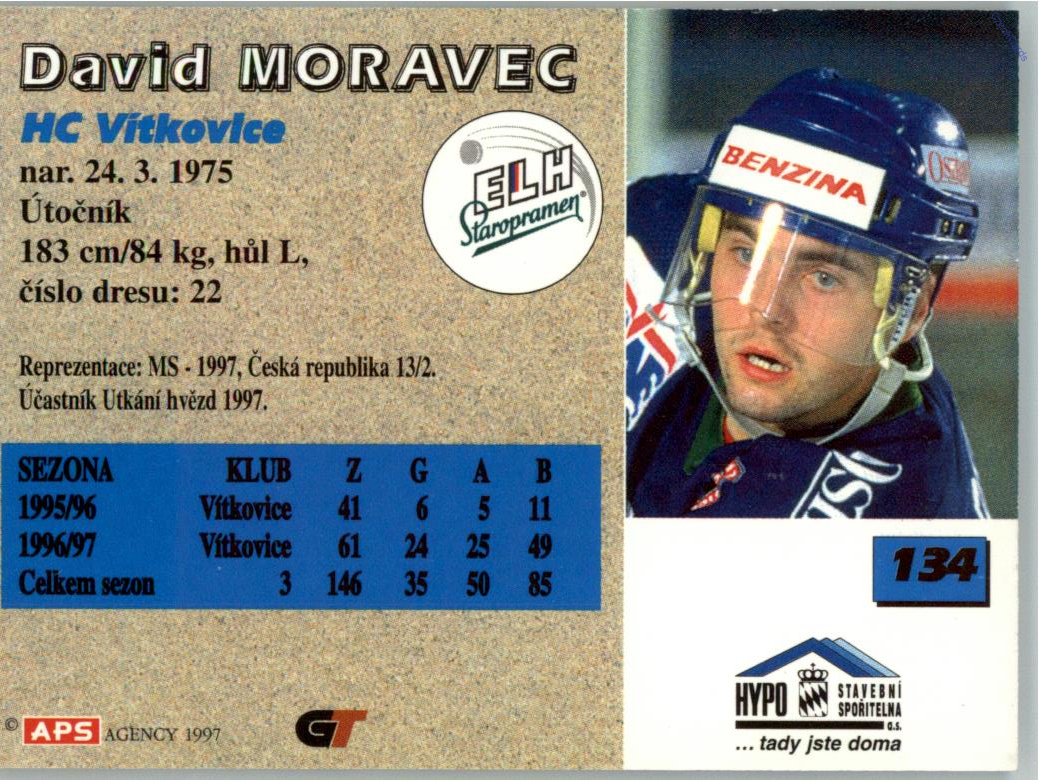 David MORAVEC
HC Vítkovice
nar. 24. 3. 1975
Útočník
183 cm/84 kg, hůl L,
číslo dresu: 22
ELH
Staropramen®
Reprezentace: MS - 1997, Česká republika 13/2.
Účastník Utkání hvězd 1997.
SEZONA KLUB Z G A B
1995/96 Vítkovice 41 6 5 11
1996/97 Vítkovice 61 24 25 49
Celkem sezon 3 146 35 50 85
© APS AGENCY 1997
GT
BENZINA
134
HYPO STAVEBNÍ
SPOŘITELNA
a.s.
... tady jste doma